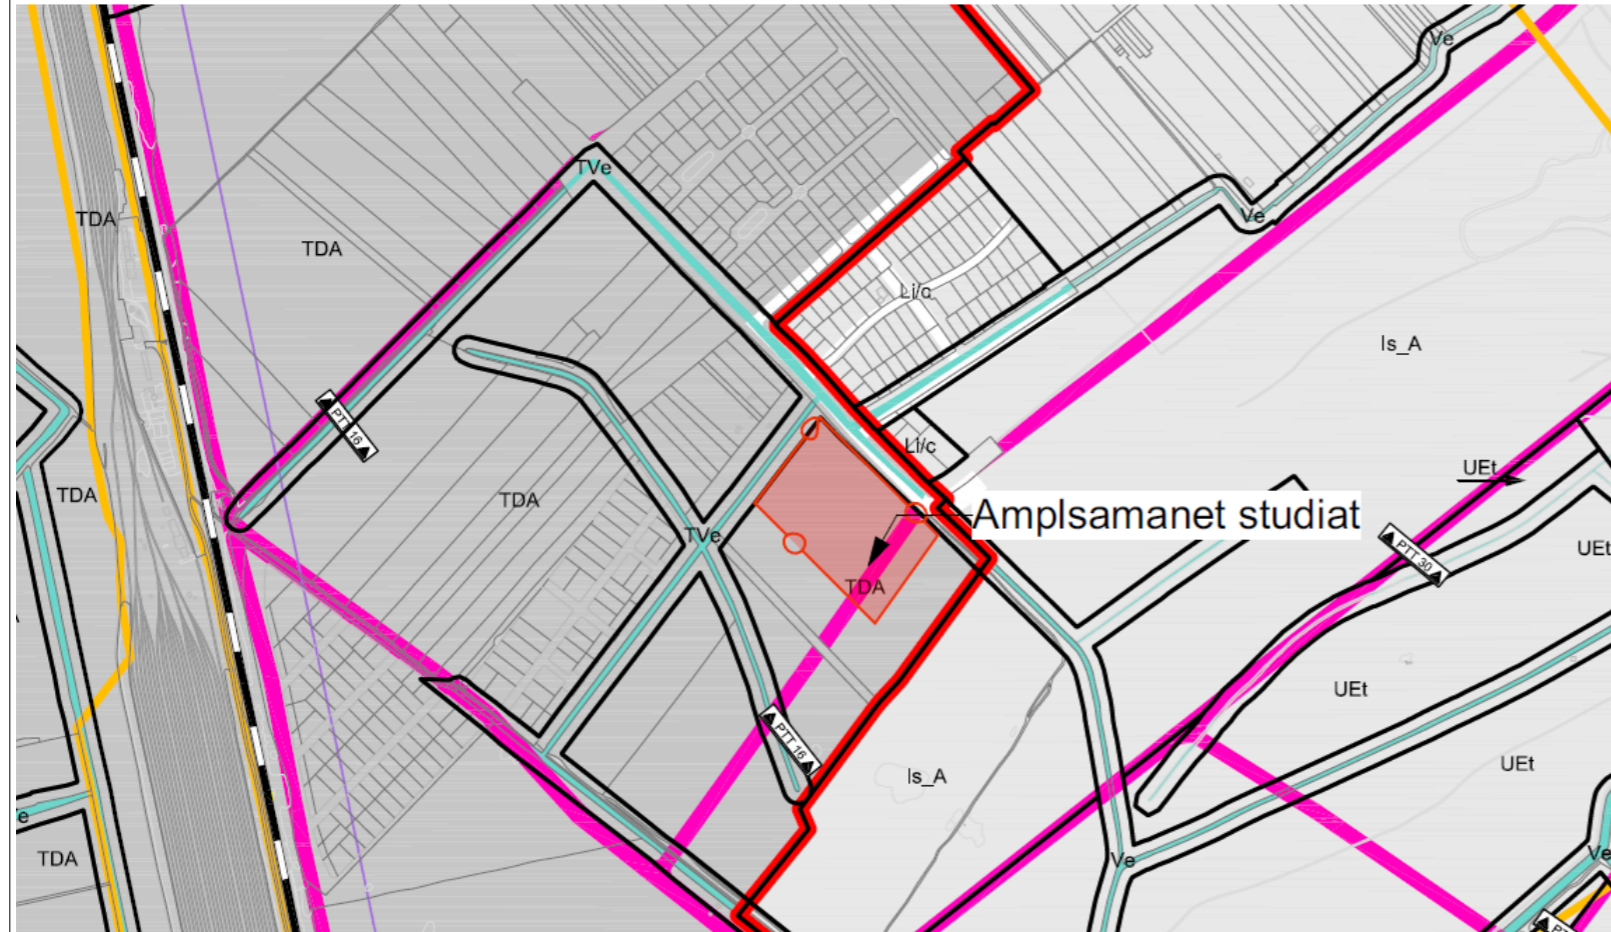 Ve
TVe
TDA
Ve
TDA
Li/c
Is_A
PTT 16
Li/c
UEt
TDA
TDA
Amplsamanet studiat
TVe
UEt
PTT 30
TDA
UEt
PTT 16
UEt
Is_A
e
TDA
Ve
Ve